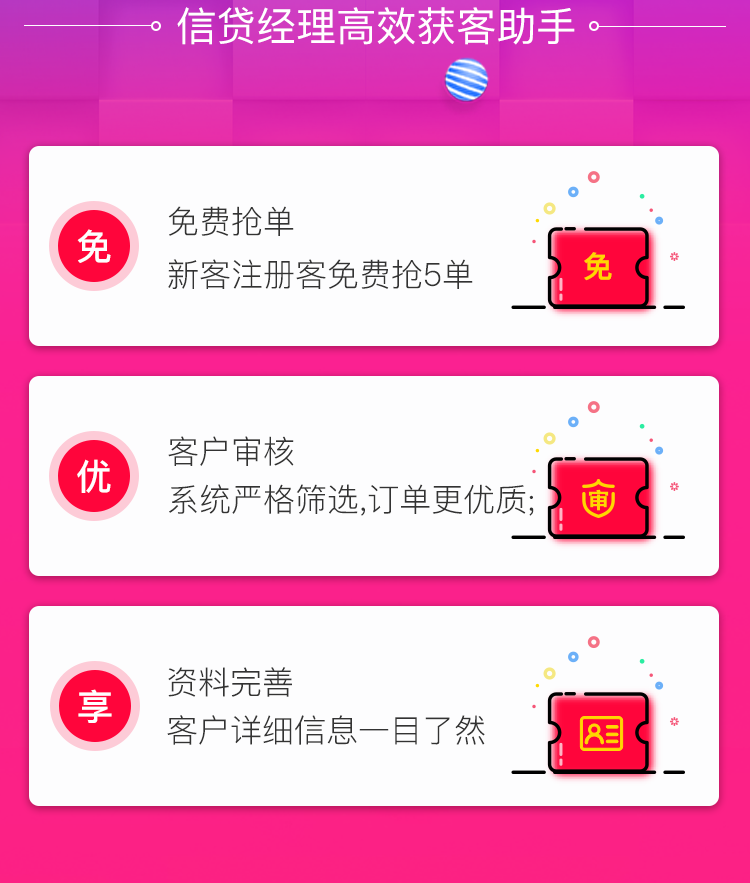 信贷经理高效获客助手
免
免费抢单
新客注册客免费抢5单
免
优
客户审核
系统严格筛选,订单更优质;
审
享
资料完善
客户详细信息一目了然